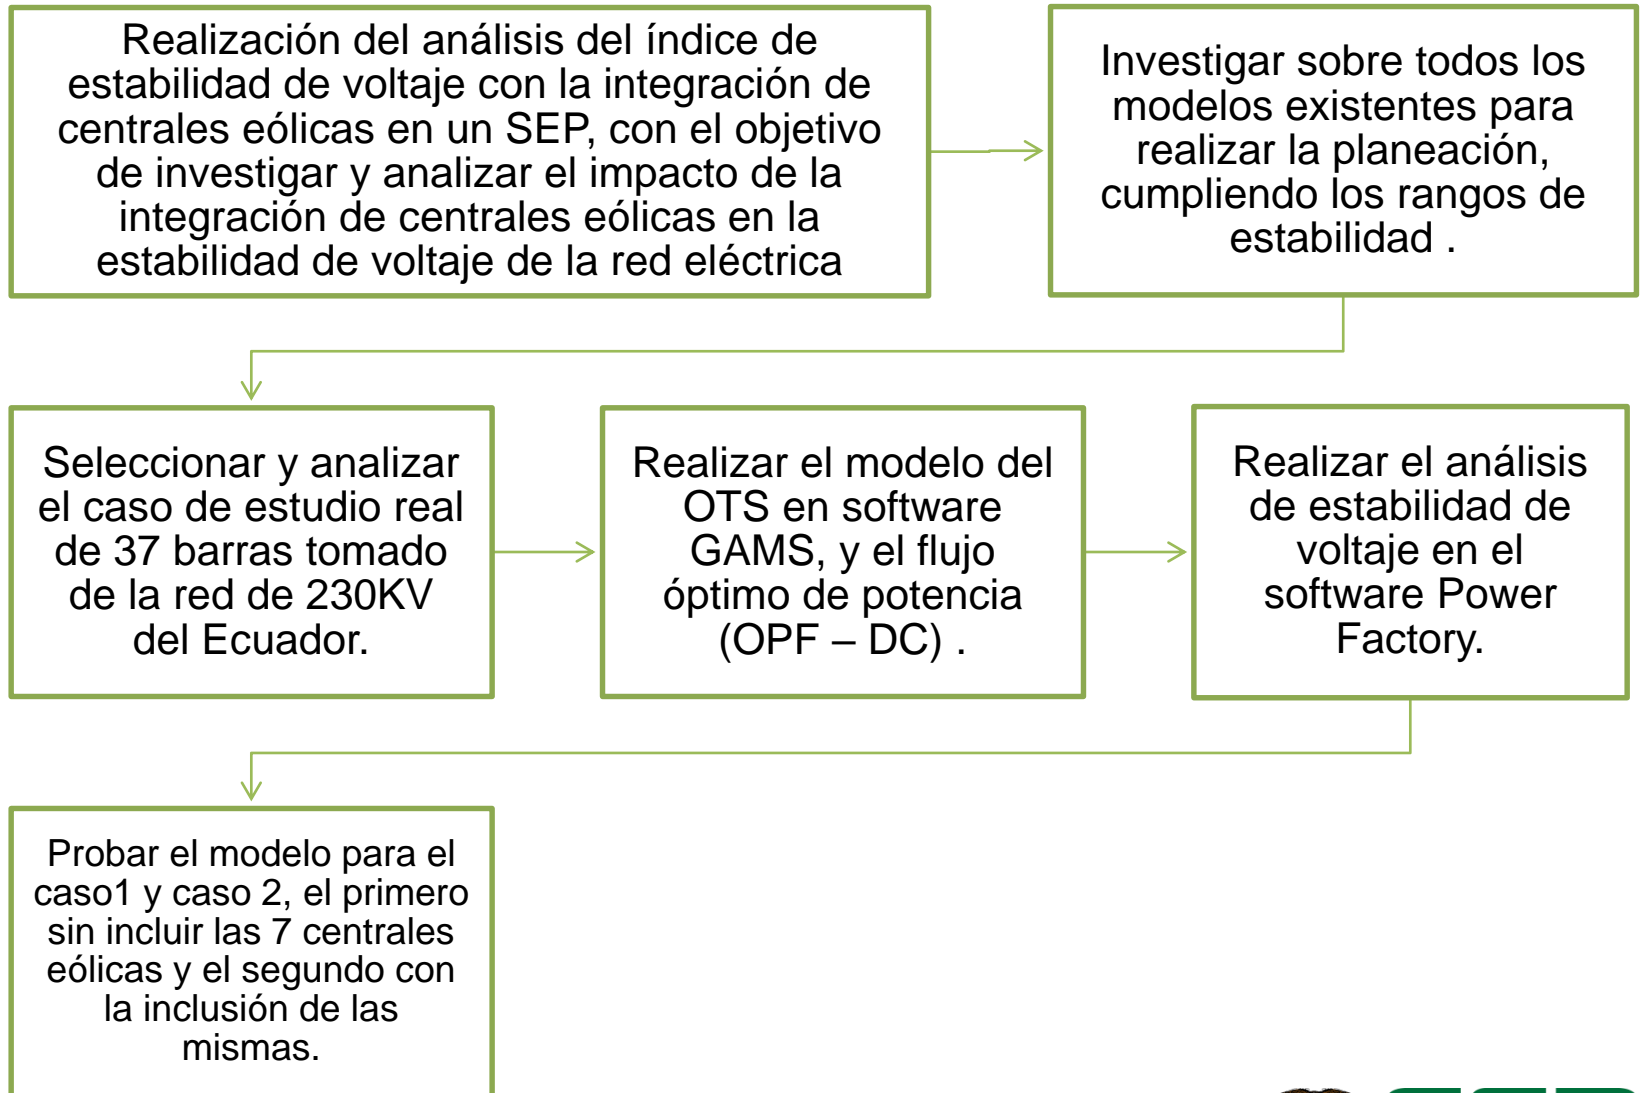 Realización del análisis del índice de
estabilidad de voltaje con la integración de
centrales eólicas en un SEP, con el objetivo
de investigar y analizar el impacto de la
integración de centrales eólicas en la
estabilidad de voltaje de la red eléctrica
Investigar sobre todos los
modelos existentes para
realizar la planeación,
cumpliendo los rangos de
estabilidad .
Seleccionar y analizar
el caso de estudio real
de 37 barras tomado
de la red de 230KV
del Ecuador.
Realizar el modelo del
OTS en software
GAMS, y el flujo
óptimo de potencia
(OPF – DC) .
Realizar el análisis
de estabilidad de
voltaje en el
software Power
Factory.
Probar el modelo para el
caso1 y caso 2, el primero
sin incluir las 7 centrales
eólicas y el segundo con
la inclusión de las
mismas.